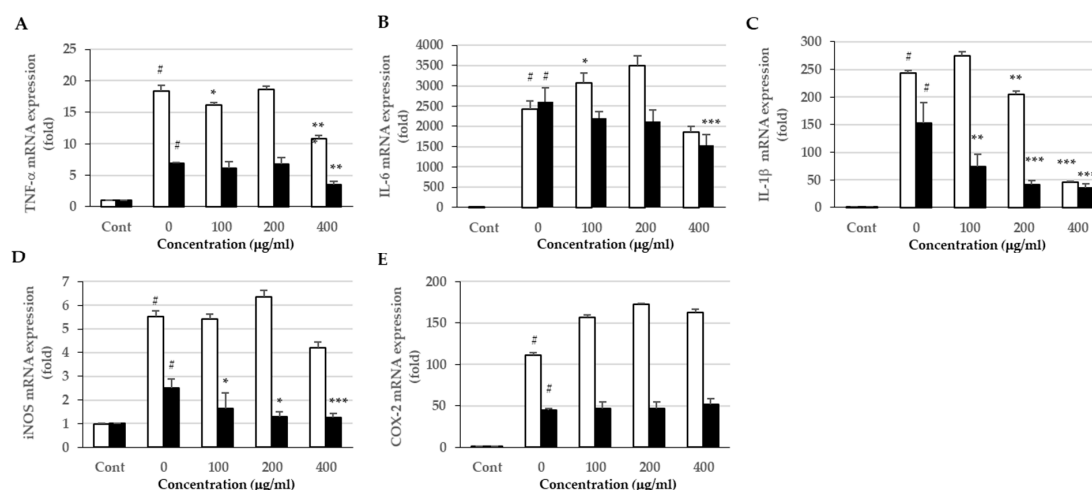 A
TNF-α mRNA expression
(fold)
25
20
15
10
5
0
#
#
*
**
*
**
Cont 0 100 200 400
Concentration (μg/ml)
B
IL-6 mRNA expression
(fold)
4000
3500
3000
2500
2000
1500
1000
500
0
# #
*
***
Cont 0 100 200 400
Concentration (μg/ml)
C
IL-1β mRNA expression
(fold)
300
250
200
150
100
50
0
#
#
**
**
***
***
***
Cont 0 100 200 400
Concentration (μg/ml)
D
iNOS mRNA expression
(fold)
7
6
5
4
3
2
1
0
#
#
*
*
***
Cont 0 100 200 400
Concentration (μg/ml)
E
COX-2 mRNA expression
(fold)
200
150
100
50
0
#
#
Cont 0 100 200 400
Concentration (μg/ml)